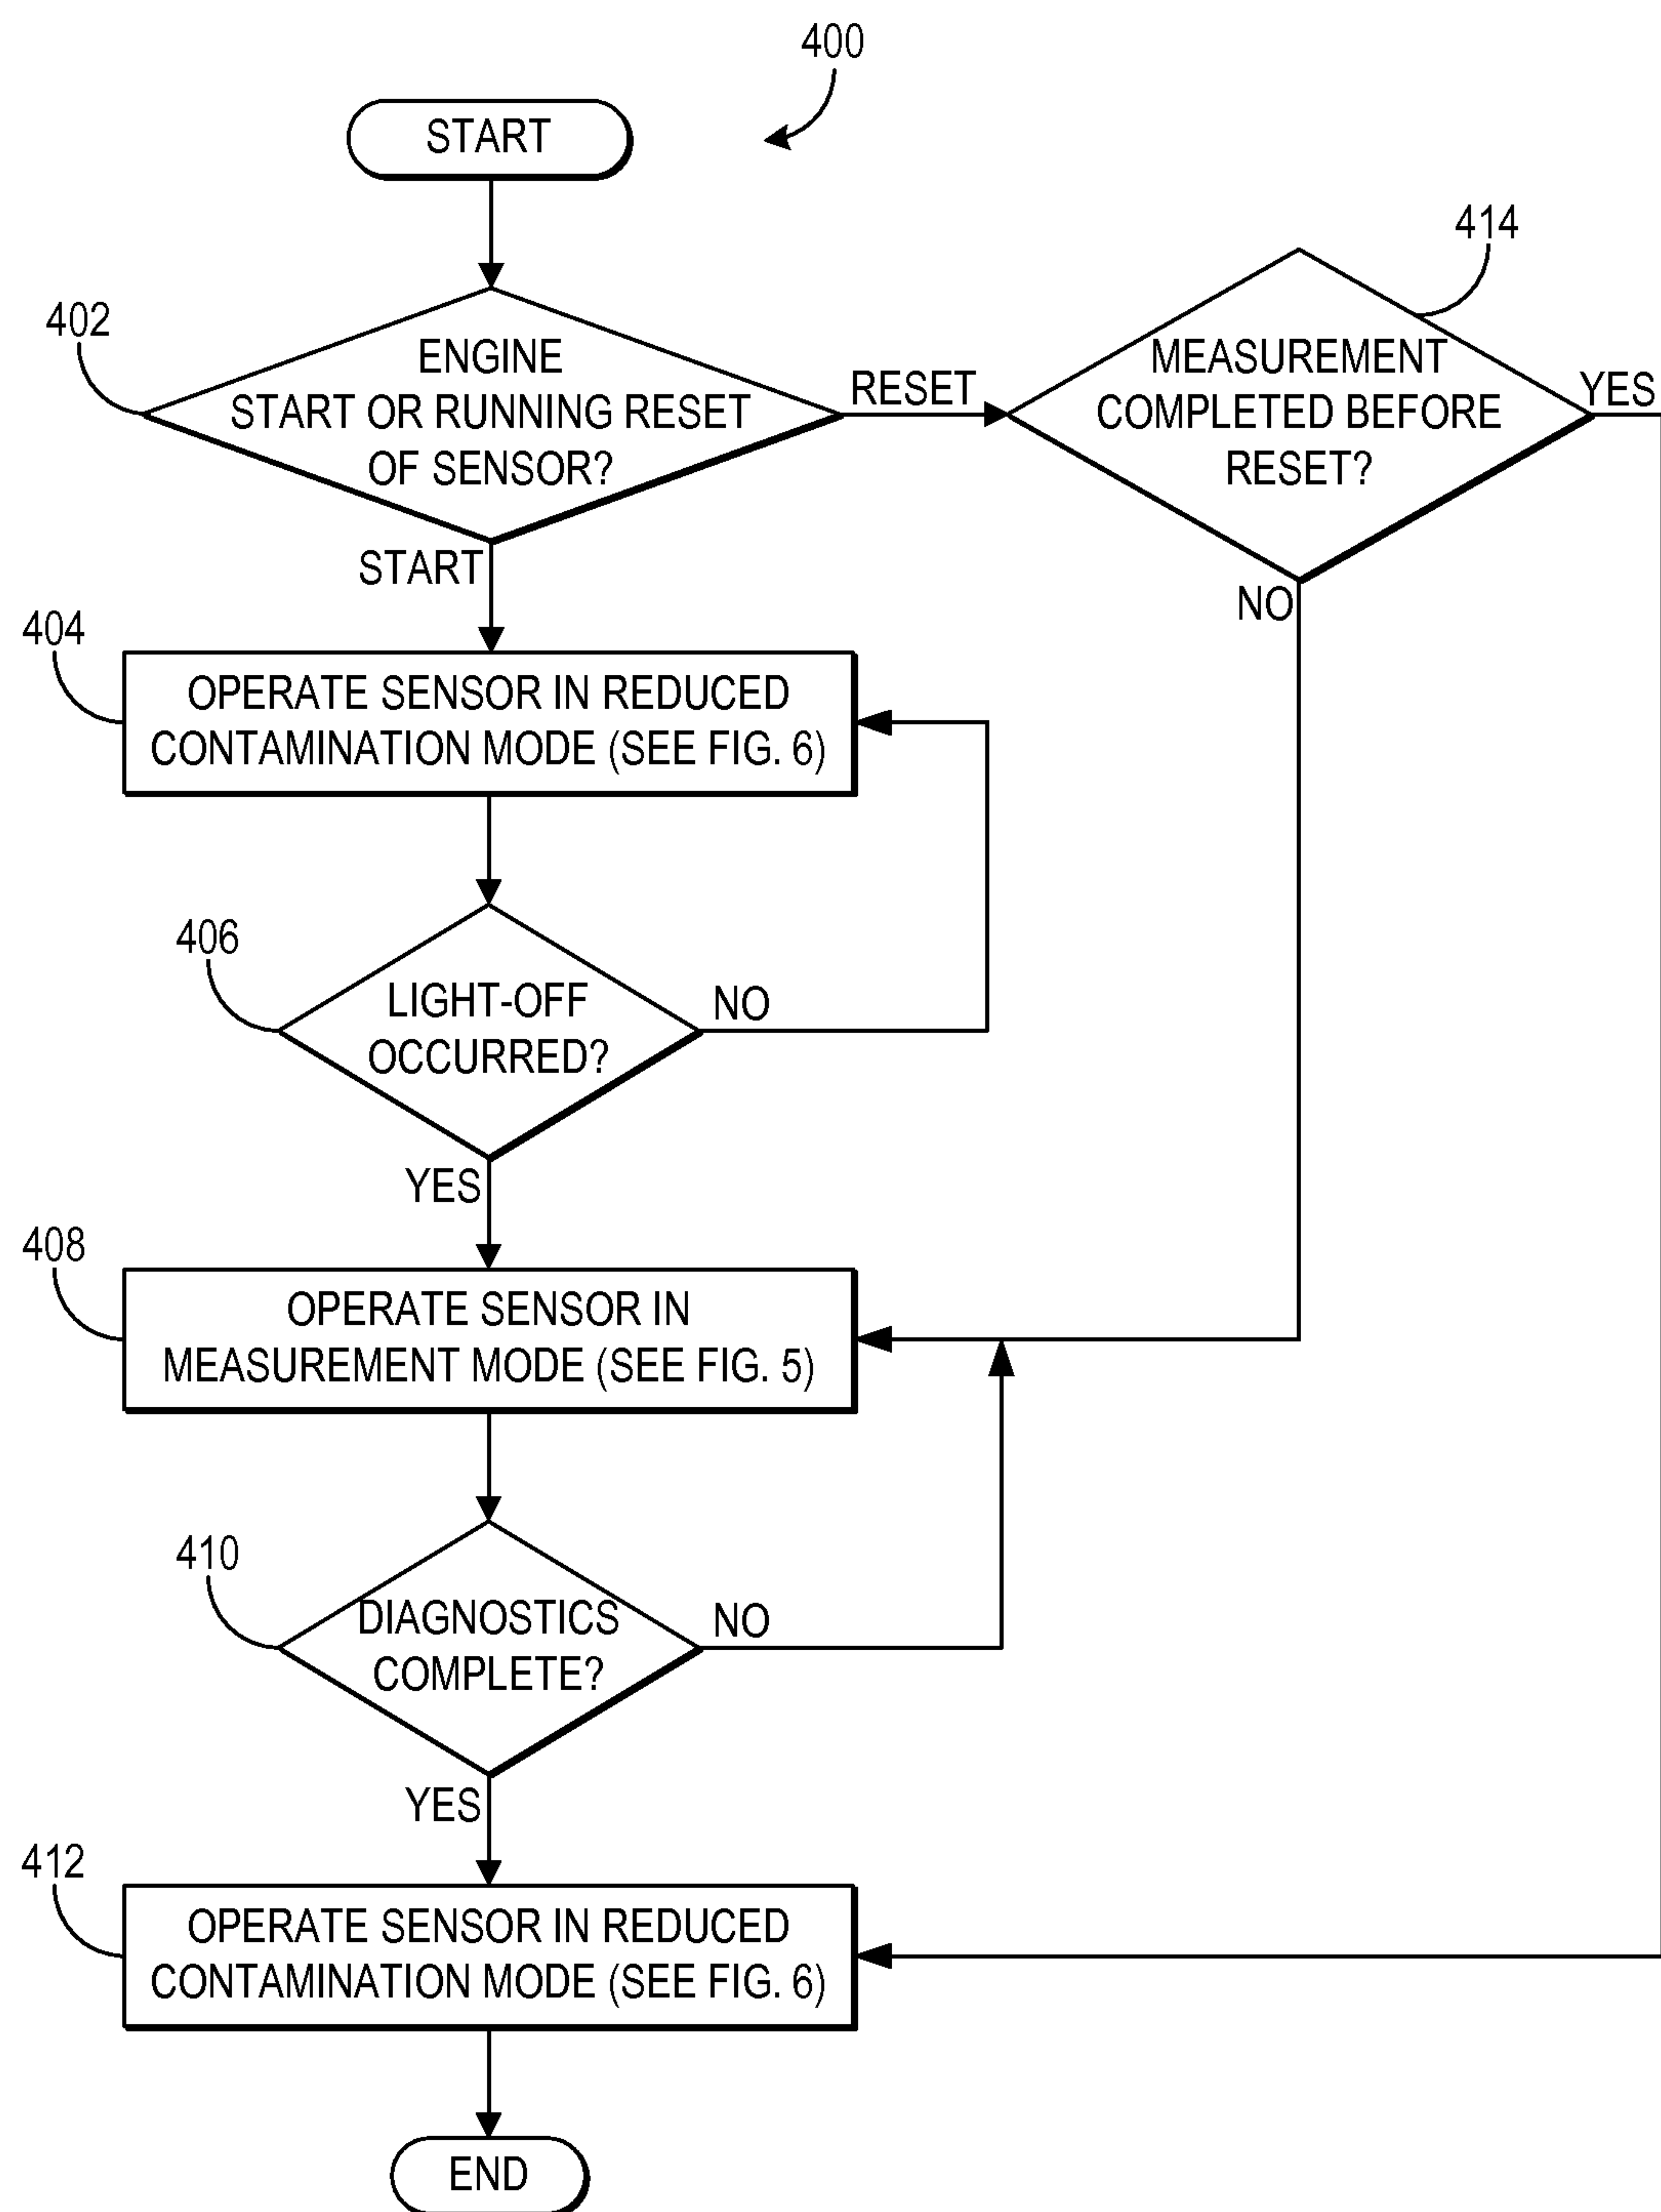 400
START
402
ENGINE
START OR RUNNING RESET
OF SENSOR?
RESET
414
MEASUREMENT
COMPLETED BEFORE
RESET?
YES
NO
START
404
OPERATE SENSOR IN REDUCED
CONTAMINATION MODE (SEE FIG. 6)
406
LIGHT-OFF
OCCURRED?
NO
YES
408
OPERATE SENSOR IN
MEASUREMENT MODE (SEE FIG. 5)
410
DIAGNOSTICS
COMPLETE?
NO
YES
412
OPERATE SENSOR IN REDUCED
CONTAMINATION MODE (SEE FIG. 6)
END